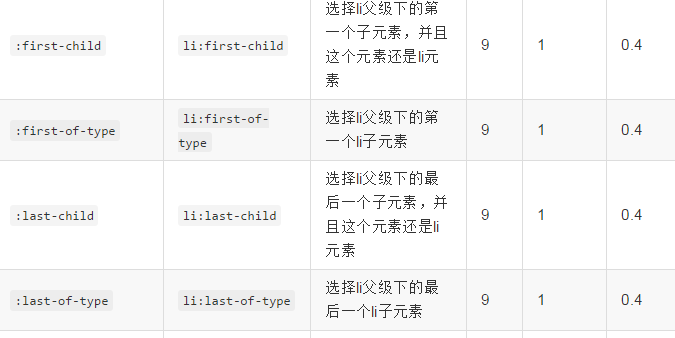 选择li父级下的第
一个子元素，并且
这个元素还是li元
素
:first-child
li:first-child
9
1
0.4
:first-of-type
li:first-of-
type
选择li父级下的第
一个li子元素
9
1
0.4
:last-child
li:last-child
选择li父级下的最
后一个子元素，并
且这个元素还是li
元素
9
1
0.4
:last-of-type
li:last-of-type
选择li父级下的最
后一个li子元素
9
1
0.4